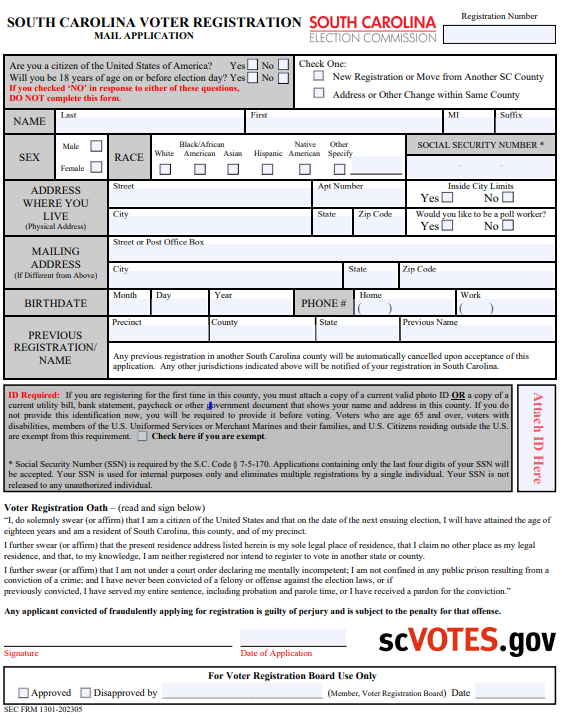 SOUTH CAROLINA VOTER REGISTRATION
MAIL APPLICATION
SOUTH CAROLINA
ELECTION COMMISSION
Registration Number
Are you a citizen of the United States of America? Yes No
Will you be 18 years of age on or before election day? Yes No
If you checked ‘NO’ in response to either of these questions,
DO NOT complete this form.
Check One:
New Registration or Move from Another SC County
Address or Other Change within Same County
NAME
Last First MI Suffix
SEX
Male
Female
RACE
White
Black/African
American
Asian
Hispanic
Native
American
Other
Specify
SOCIAL SECURITY NUMBER *
- -
ADDRESS
WHERE YOU
LIVE
(Physical Address)
Street Apt Number
City State Zip Code
Inside City Limits
Yes No
Would you like to be a poll worker?
Yes No
MAILING
ADDRESS
(If Different from Above)
Street or Post Office Box
City State Zip Code
BIRTHDATE
Month Day Year
PHONE #
Home
( )
Work
( )
PREVIOUS
REGISTRATION/
NAME
Precinct County State Previous Name
Any previous registration in another South Carolina county will be automatically cancelled upon acceptance of this
application. Any other jurisdictions indicated above will be notified of your registration in South Carolina.
ID Required: If you are registering for the first time in this county, you must attach a copy of a current valid photo ID OR a copy of a
current utility bill, bank statement, paycheck or other government document that shows your name and address in this county. If you do
not provide this identification now, you will be required to provide it before voting. Voters who are age 65 and over, voters with
disabilities, members of the U.S. Uniformed Services or Merchant Marines and their families, and U.S. Citizens residing outside the U.S.
are exempt from this requirement. Check here if you are exempt.
* Social Security Number (SSN) is required by the S.C. Code § 7-5-170. Applications containing only the last four digits of your SSN will
be accepted. Your SSN is used for internal purposes only and eliminates multiple registrations by a single individual. Your SSN is not
released to any unauthorized individual.
Attach ID Here
Voter Registration Oath – (read and sign below)
“I, do solemnly swear (or affirm) that I am a citizen of the United States and that on the date of the next ensuing election, I will have attained the age of
eighteen years and am a resident of South Carolina, this county, and of my precinct.
I further swear (or affirm) that the present residence address listed herein is my sole legal place of residence, that I claim no other place as my legal
residence, and that, to my knowledge, I am neither registered nor intend to register to vote in another state or county.
I further swear (or affirm) that I am not under a court order declaring me mentally incompetent; I am not confined in any public prison resulting from a
conviction of a crime; and I have never been convicted of a felony or offense against the election laws, or if
previously convicted, I have served my entire sentence, including probation and parole time, or I have received a pardon for the conviction.”
Any applicant convicted of fraudulently applying for registration is guilty of perjury and is subject to the penalty for that offense.
Signature
Date of Application
scVOTES.gov
For Voter Registration Board Use Only
Approved Disapproved by (Member, Voter Registration Board) Date
SEC FRM 1301-202305